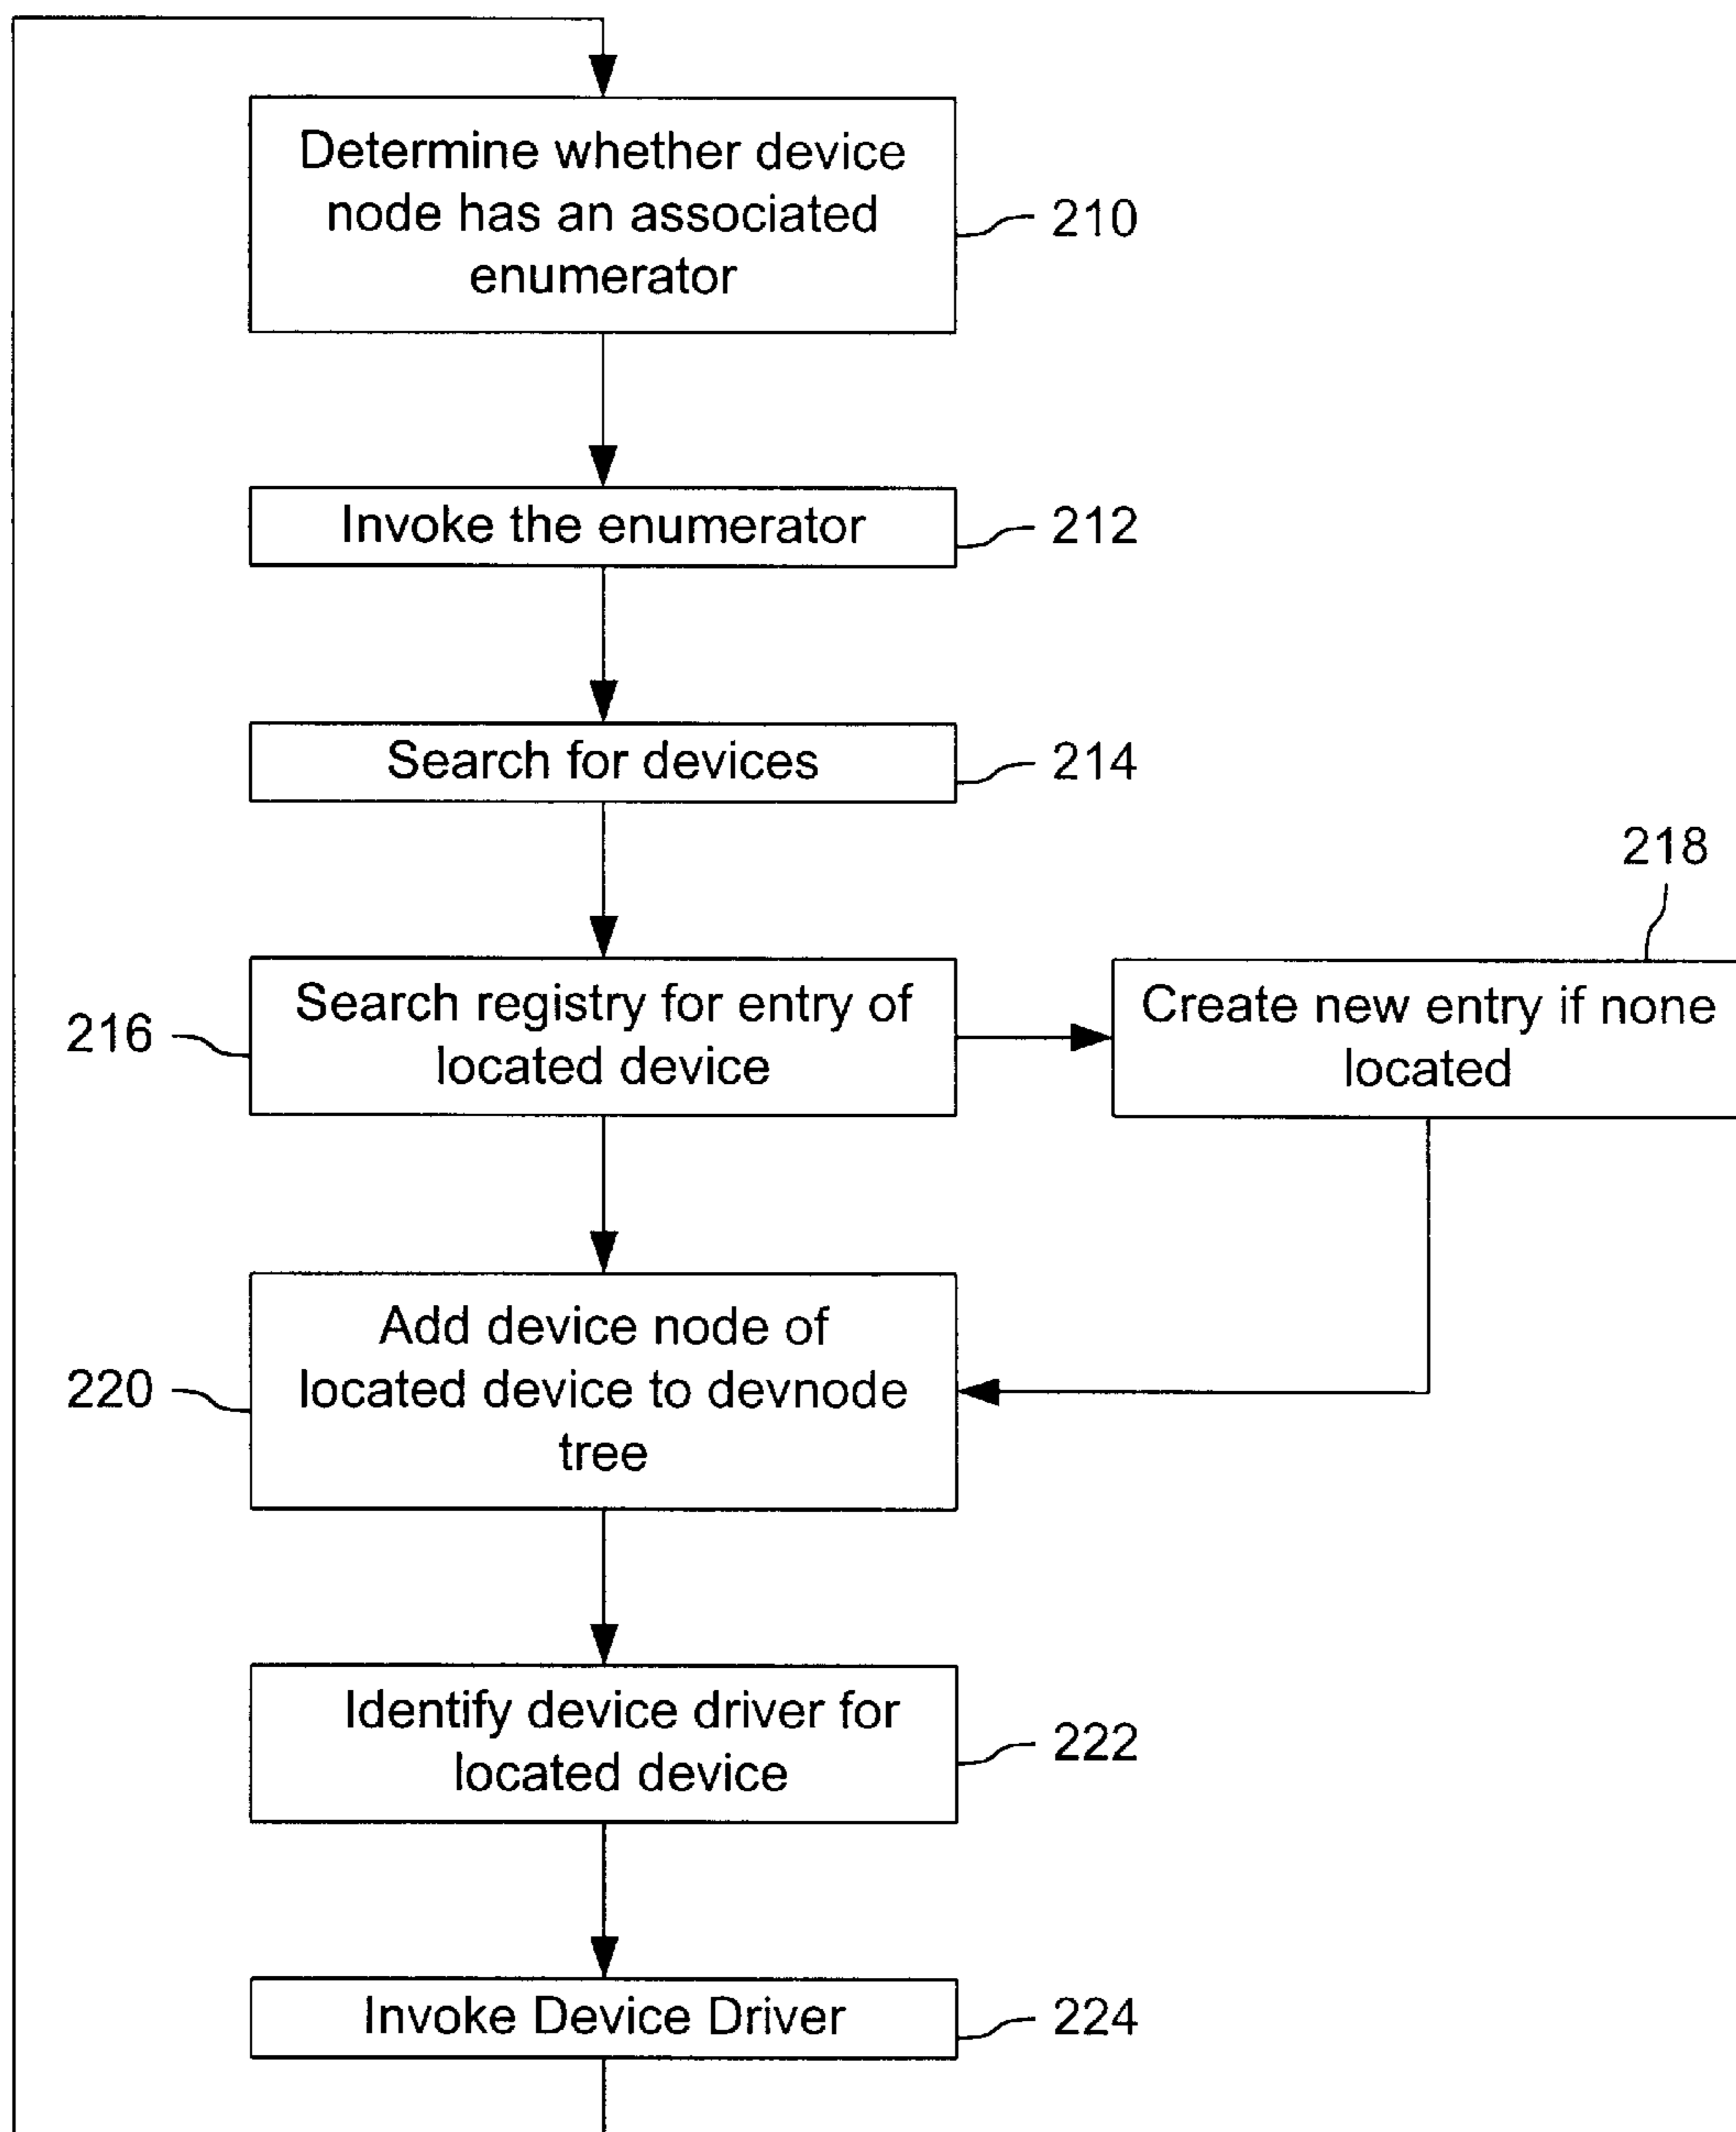 Determine whether device
node has an associated
enumerator
210
Invoke the enumerator
212
Search for devices
214
218
Search registry for entry of
located device
216
Create new entry if none
located
Add device node of
located device to devnode
tree
220
Identify device driver for
located device
222
Invoke Device Driver
224